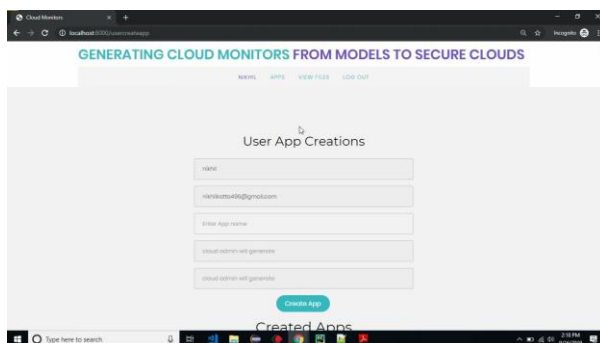 Cloud Monitors
localhost:8000/usercreateapp
Incognito
GENERATING CLOUD MONITORS FROM MODELS TO SECURE CLOUDS
NIKHIL APPS VIEW FILES LOG OUT
User App Creations
Enter App name
cloud admin will generate
cloud admin will generate
Create App
Created Apps
Type here to search
2:18 PM